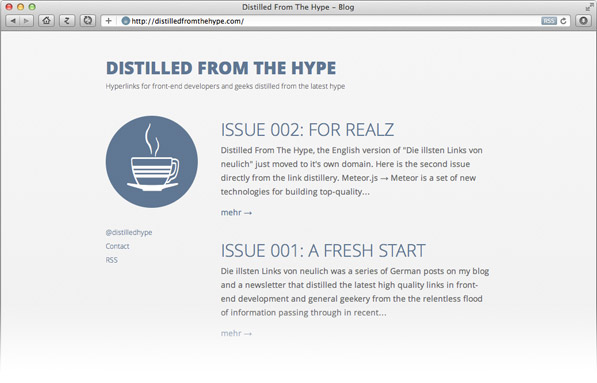 Distilled From The Hype – Blog
http://distilledfromthehype.com/
RSS
DISTILLED FROM THE HYPE
Hyperlinks for front-end developers and geeks distilled from the latest hype
ISSUE 002: FOR REALZ
Distilled From The Hype, the English version of "Die illsten Links von
neulich" just moved to it's own domain. Here is the second issue
directly from the link distillery. Meteor.js → Meteor is a set of new
technologies for building top-quality…
mehr →
@distilledhype
Contact
RSS
ISSUE 001: A FRESH START
Die illsten Links von neulich was a series of German posts on my blog
and a newsletter that distilled the latest high quality links in front-
end development and general geekery from the the relentless flood
of information passing through in recent…
mehr →